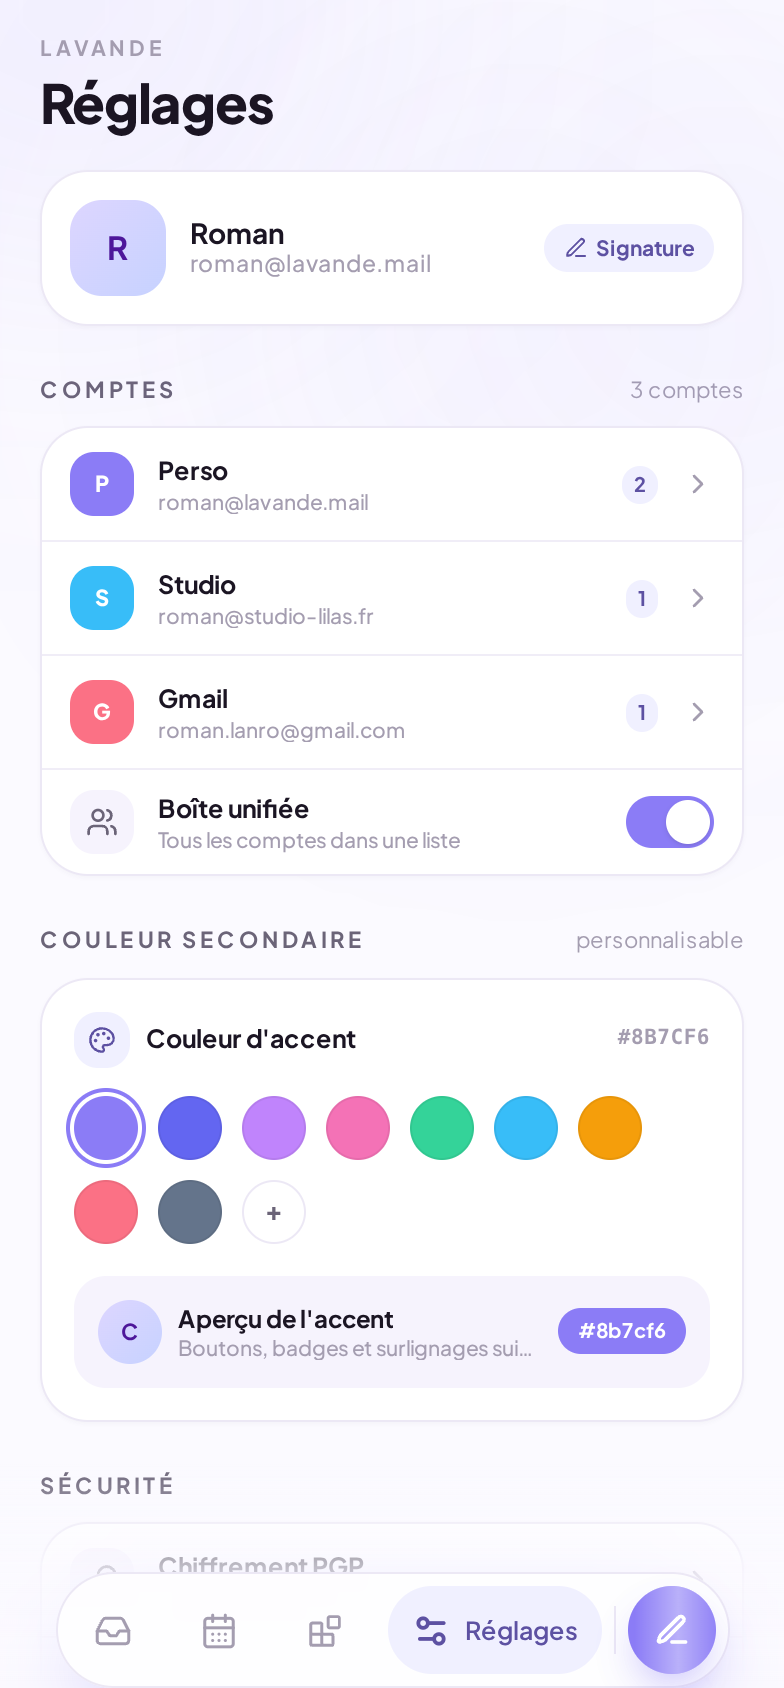 LAVANDE
Réglages
R
Roman
roman@lavande.mail
Signature
COMPTES
3 comptes
P
Perso
roman@lavande.mail
2
S
Studio
roman@studio-lilas.fr
1
G
Gmail
roman.lanro@gmail.com
1
Boîte unifiée
Tous les comptes dans une liste
COULEUR SECONDAIRE
personnalisable
Couleur d'accent
#8B7CF6
+
C
Aperçu de l'accent
Boutons, badges et surlignages sui...
#8b7cf6
SÉCURITÉ
Chiffrement PGP
Réglages